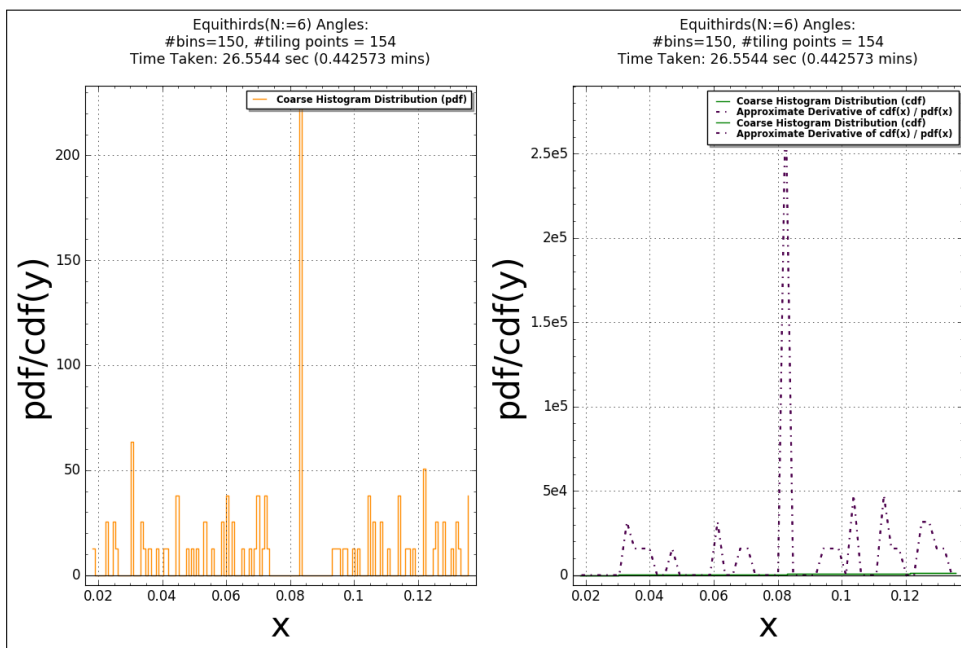 Equithirds(N:=6) Angles:
#bins=150, #tiling points = 154
Time Taken: 26.5544 sec (0.442573 mins)
Coarse Histogram Distribution (pdf)
pdf/cdf(y)
200
150
100
50
0
0.02 0.04 0.06 0.08 0.1 0.12
x
Equithirds(N:=6) Angles:
#bins=150, #tiling points = 154
Time Taken: 26.5544 sec (0.442573 mins)
Coarse Histogram Distribution (cdf)
Approximate Derivative of cdf(x) / pdf(x)
Coarse Histogram Distribution (cdf)
Approximate Derivative of cdf(x) / pdf(x)
pdf/cdf(y)
2.5e5
2e5
1.5e5
1e5
5e4
0
0.02 0.04 0.06 0.08 0.1 0.12
x